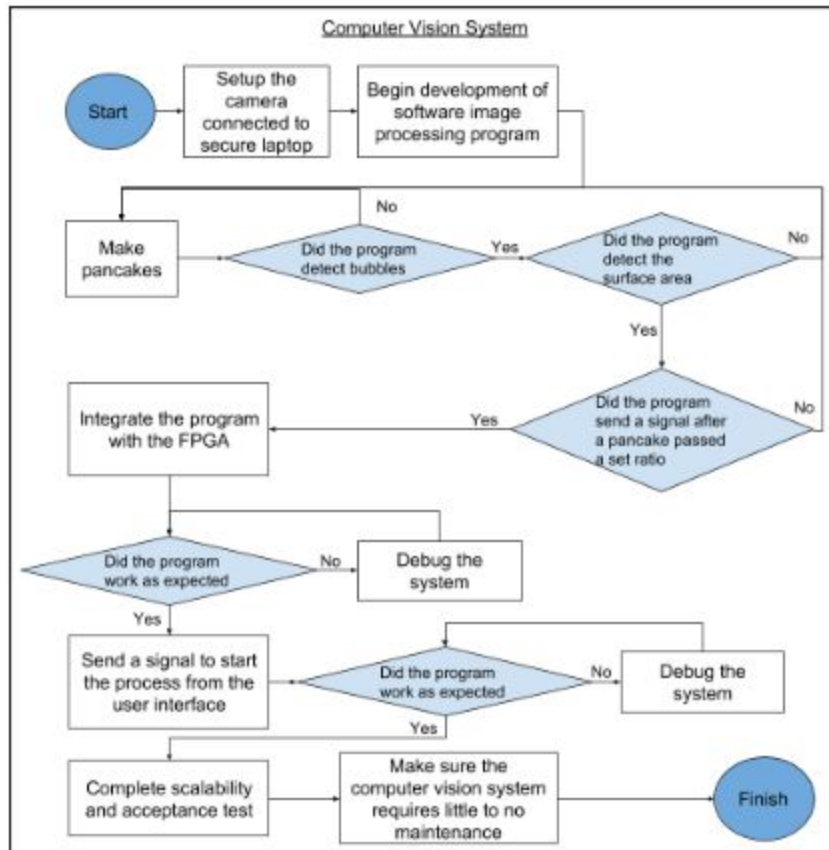 Computer Vision System
Start
Setup the
camera
connected to
secure laptop
Begin development of
software image
processing program
Make
pancakes
No
Did the program
detect bubbles
Yes
Did the program
detect the
surface area
No
Yes
Integrate the program
with the FPGA
Yes
Did the program
send a signal after
a pancake passed
a set ratio
No
Did the program
work as expected
No
Debug the
system
Yes
Send a signal to start
the process from the
user interface
Did the program
work as expected
No
Debug the
system
Yes
Complete scalability
and acceptance test
Make sure the
computer vision system
requires little to no
maintenance
Finish